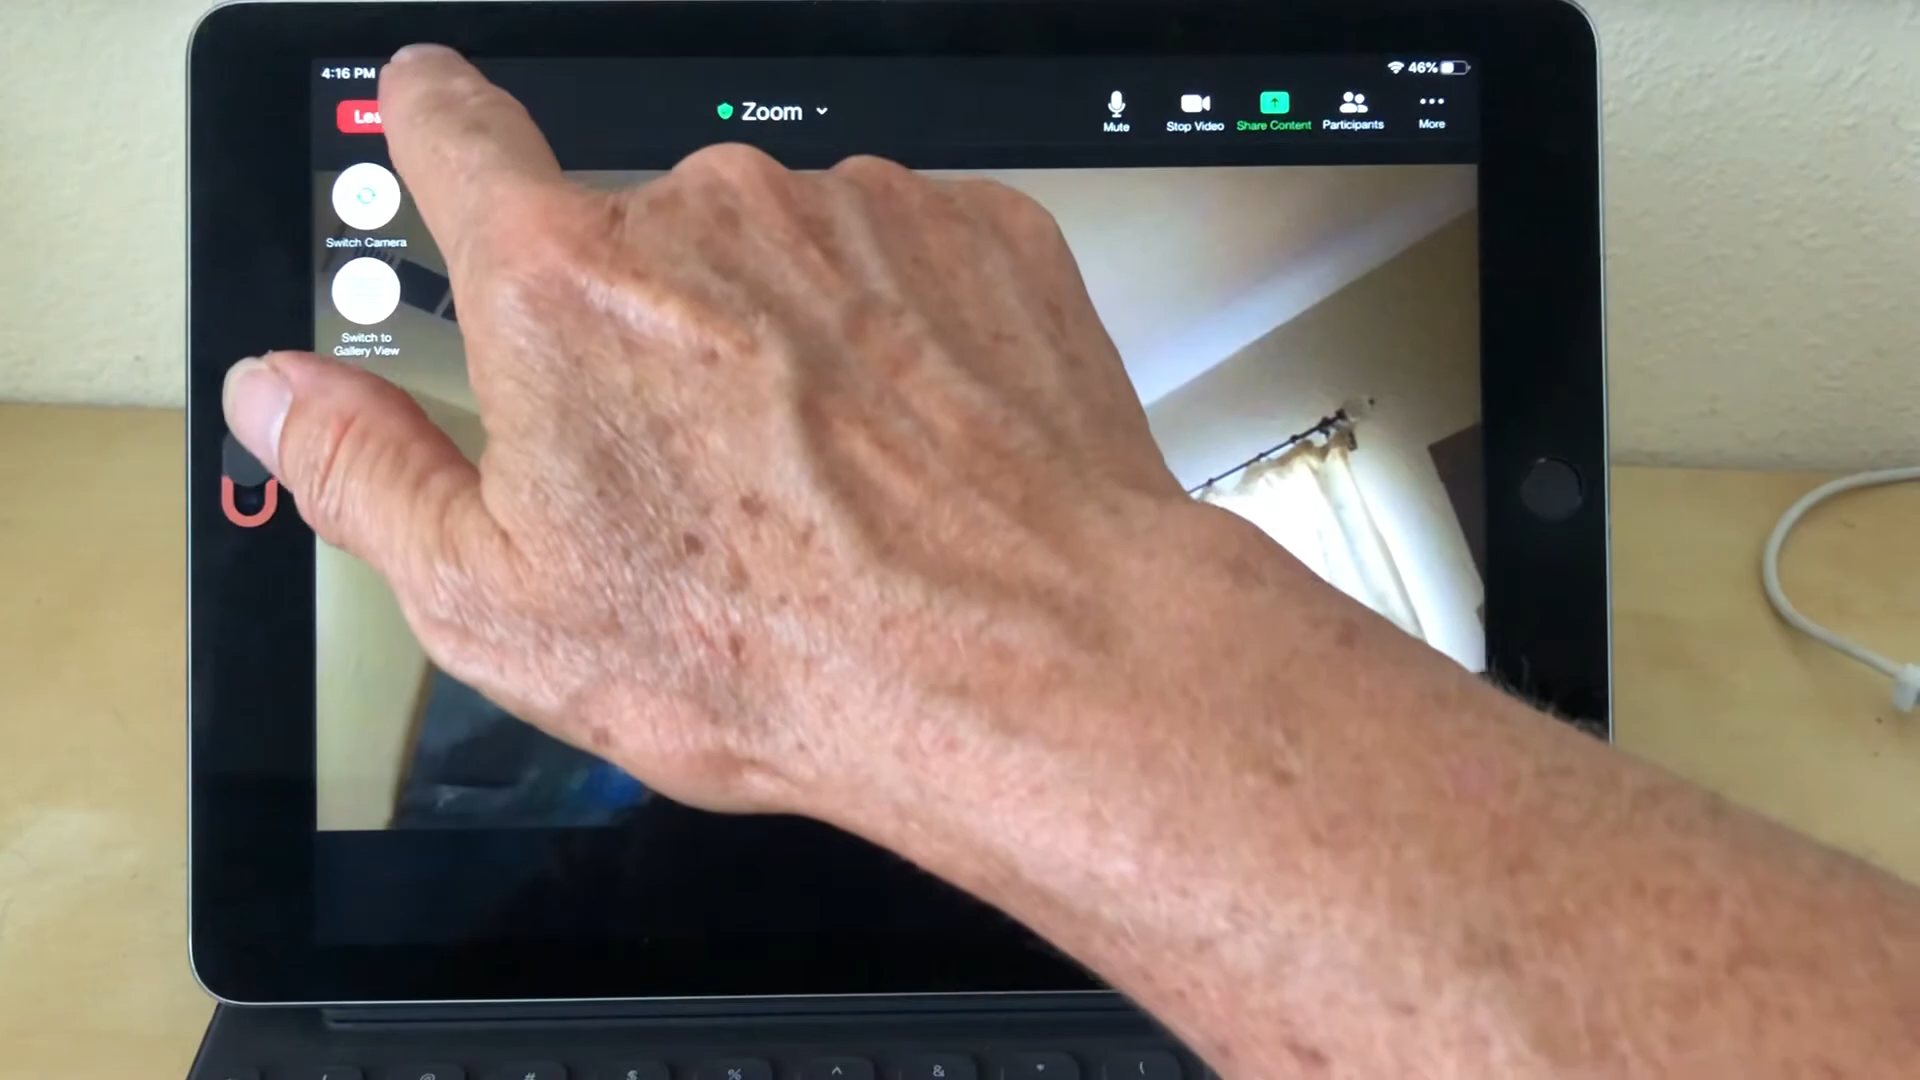 4:16 PM
46%
Zoom
Mute
Stop Video
Share Content
Participants
More
Switch Camera
Switch to
Gallery View
@ # $ % ^ & * (